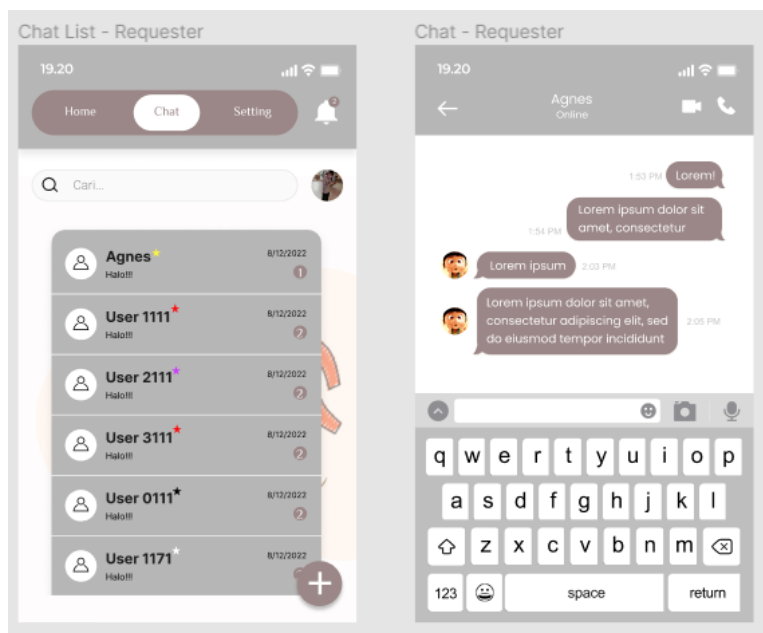 Chat List - Requester
19.20
Home Chat Setting 3
Cari...
Agnes 8/12/2022
Halo!!! 1
User 1111 8/12/2022
Halo!!! 2
User 2111 8/12/2022
Halo!!! 2
User 3111 8/12/2022
Halo!!! 2
User 0111 8/12/2022
Halo!!! 2
User 1171 8/12/2022
Halo!!!
Chat - Requester
19.20
Agnes
Online
1:53 PM Lorem!
Lorem ipsum dolor sit
1:54 PM amet, consectetur
Lorem ipsum 2:03 PM
Lorem ipsum dolor sit amet,
consectetur adipiscing elit, sed 2:05 PM
do eiusmod tempor incididunt
q w e r t y u i o p
a s d f g h j k l
z x c v b n m
123 space return